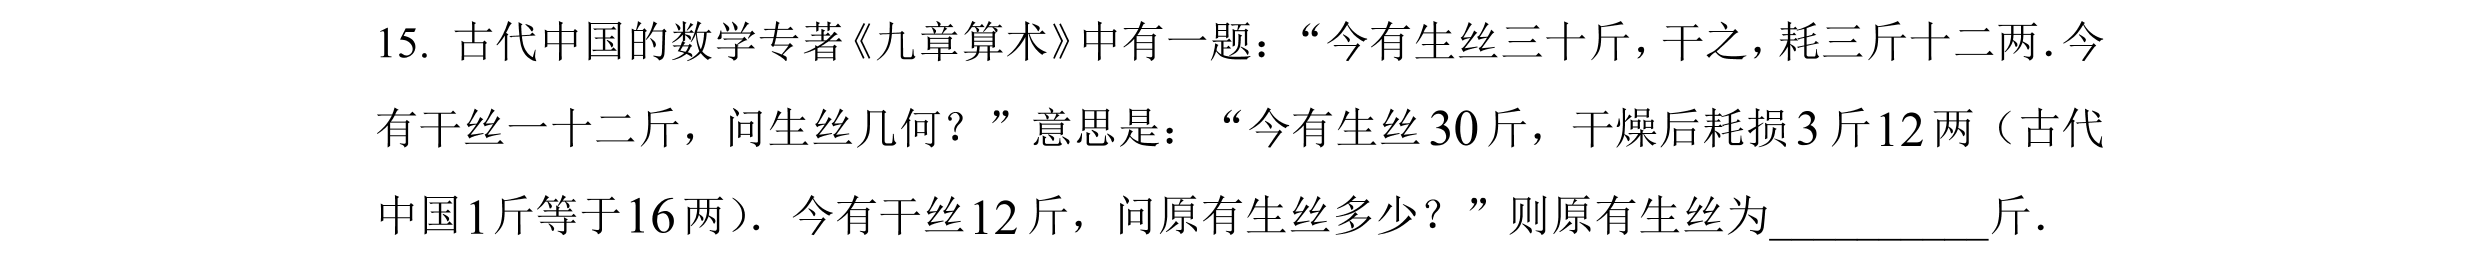 15. 古代中国的数学专著《九章算术》中有一题：“今有生丝三十斤，干之，耗三斤十二两．今
有干丝一十二斤，问生丝几何？”意思是：“今有生丝30斤，干燥后耗损3斤12两（古代
中国1斤等于16两）．今有干丝12斤，问原有生丝多少？”则原有生丝为__________斤．